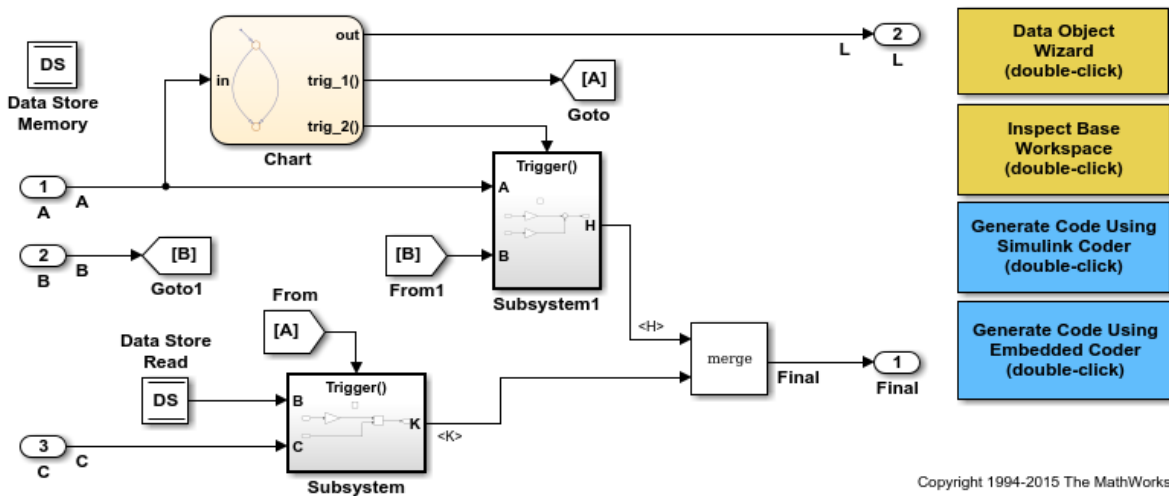 out
L
2
L
DS
Data Store
Memory
in
trig_1()
[A]
Goto
trig_2()
Chart
1
A
A
Trigger()
A
H
B
Subsystem1
2
B
B
[B]
Goto1
[B]
From1
From
[A]
<H>
merge
Final
1
Final
Data Store
Read
DS
Trigger()
B
K
C
<K>
Subsystem
3
C
C
Data Object
Wizard
(double-click)
Inspect Base
Workspace
(double-click)
Generate Code Using
Simulink Coder
(double-click)
Generate Code Using
Embedded Coder
(double-click)
Copyright 1994-2015 The MathWorks